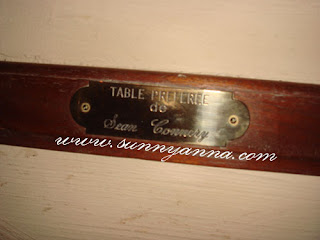 TABLE PREFEREE
de
Sean Connery
www.sunnyanna.com